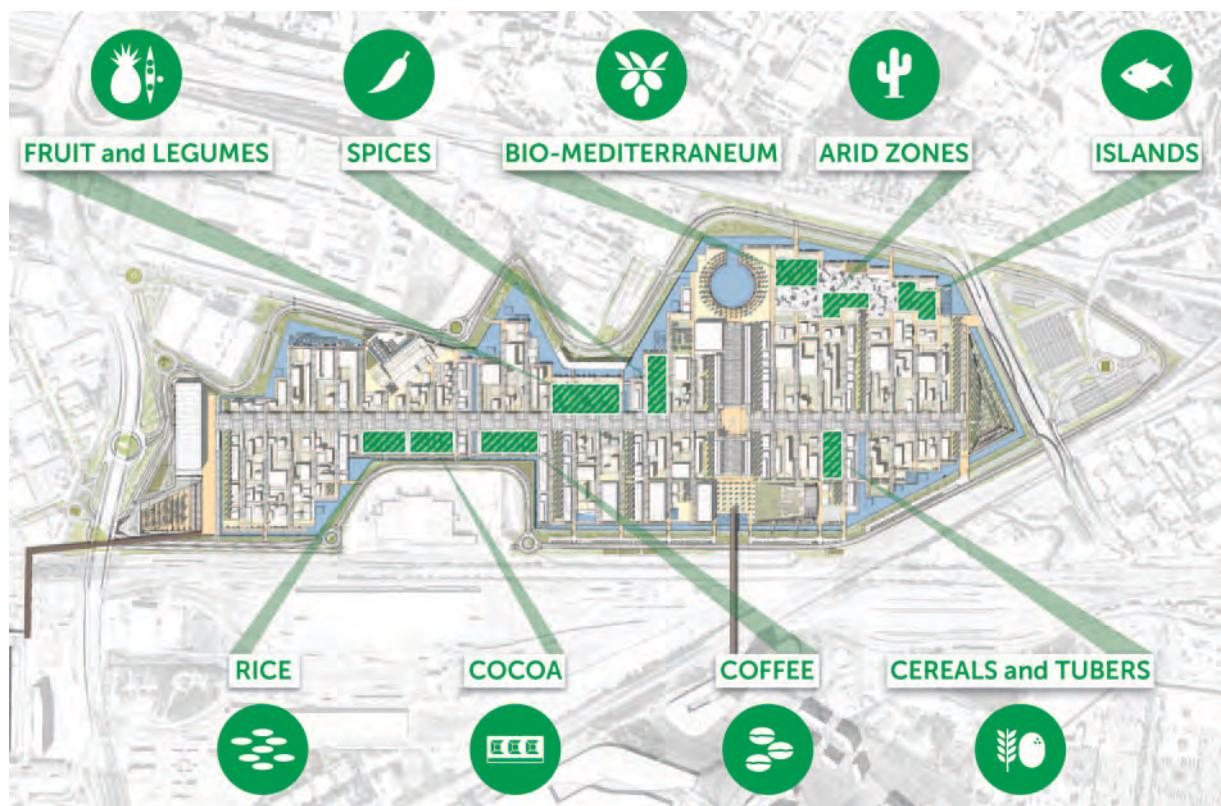 FRUIT and LEGUMES
SPICES
BIO-MEDITERRANEUM
ARID ZONES
ISLANDS
RICE
COCOA
COFFEE
CEREALS and TUBERS